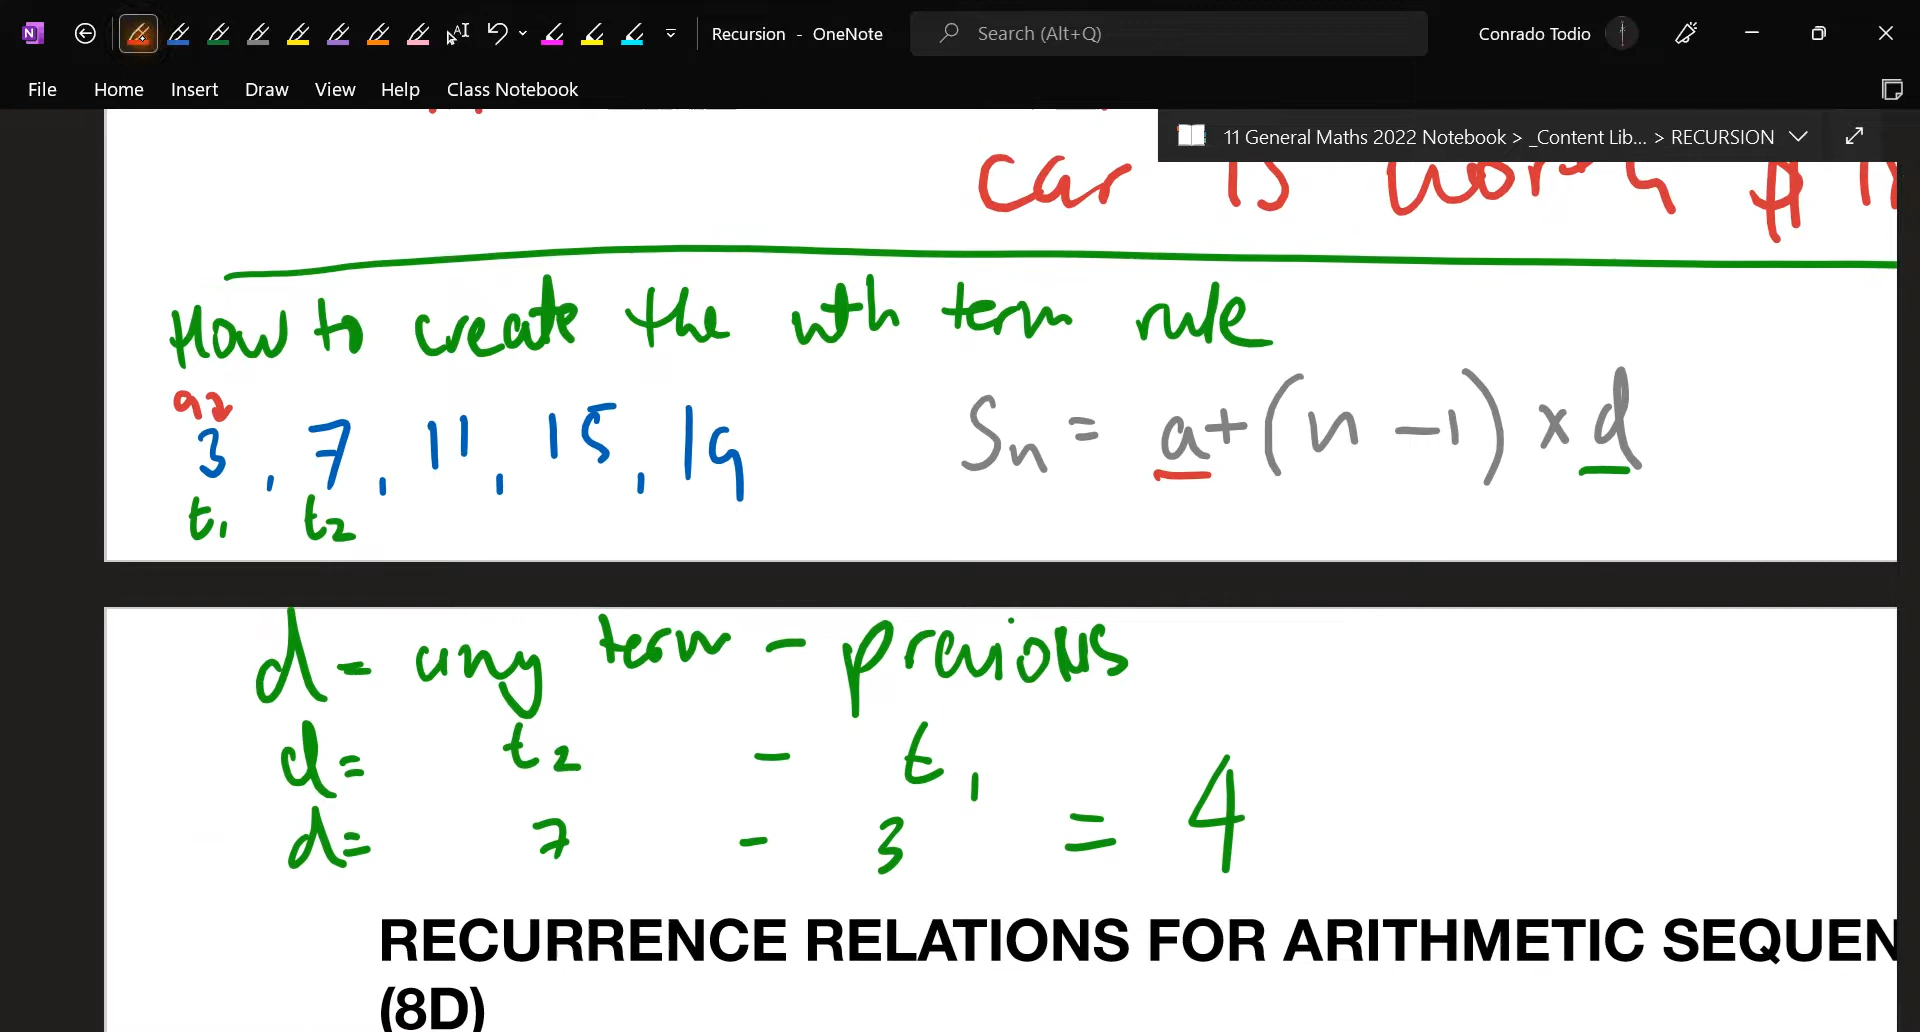 Recursion - OneNote
Search (Alt+Q)
Conrado Todio
File Home Insert Draw View Help Class Notebook
11 General Maths 2022 Notebook > _Content Lib... > RECURSION
car is worth $
How to create the nth term rule
3, 7, 11, 15, 19
t₁ t₂
Sn = a+(n-1)×d
d= any term - previous
d= t₂ - t₁
d= 7 - 3 = 4
RECURRENCE RELATIONS FOR ARITHMETIC SEQUEN
(8D)